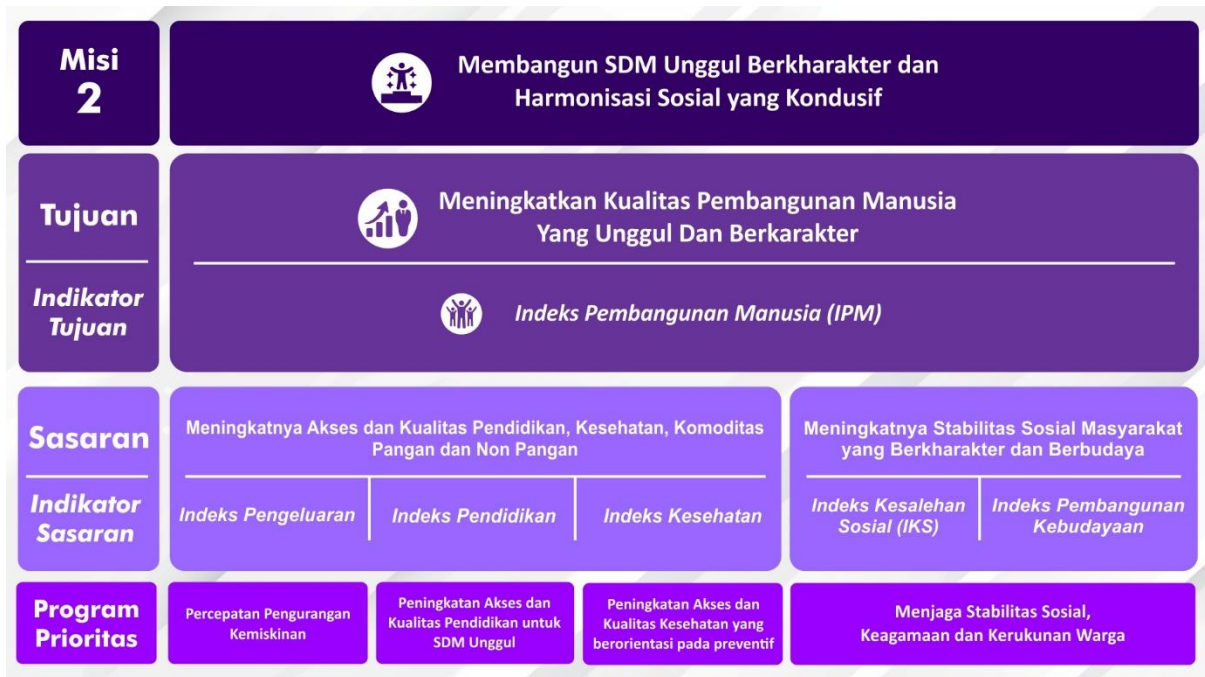 Misi
2
Membangun SDM Unggul Berkharakter dan
Harmonisasi Sosial yang Kondusif
Tujuan
Meningkatkan Kualitas Pembangunan Manusia
Yang Unggul Dan Berkarakter
Indikator
Tujuan
Indeks Pembangunan Manusia (IPM)
Sasaran
Meningkatnya Akses dan Kualitas Pendidikan, Kesehatan, Komoditas
Pangan dan Non Pangan
Meningkatnya Stabilitas Sosial Masyarakat
yang Berkharakter dan Berbudaya
Indikator
Sasaran
Indeks Pengeluaran
Indeks Pendidikan
Indeks Kesehatan
Indeks Kesalehan
Sosial (IKS)
Indeks Pembangunan
Kebudayaan
Program
Prioritas
Percepatan Pengurangan
Kemiskinan
Peningkatan Akses dan
Kualitas Pendidikan untuk
SDM Unggul
Peningkatan Akses dan
Kualitas Kesehatan yang
berorientasi pada preventif
Menjaga Stabilitas Sosial,
Keagamaan dan Kerukunan Warga